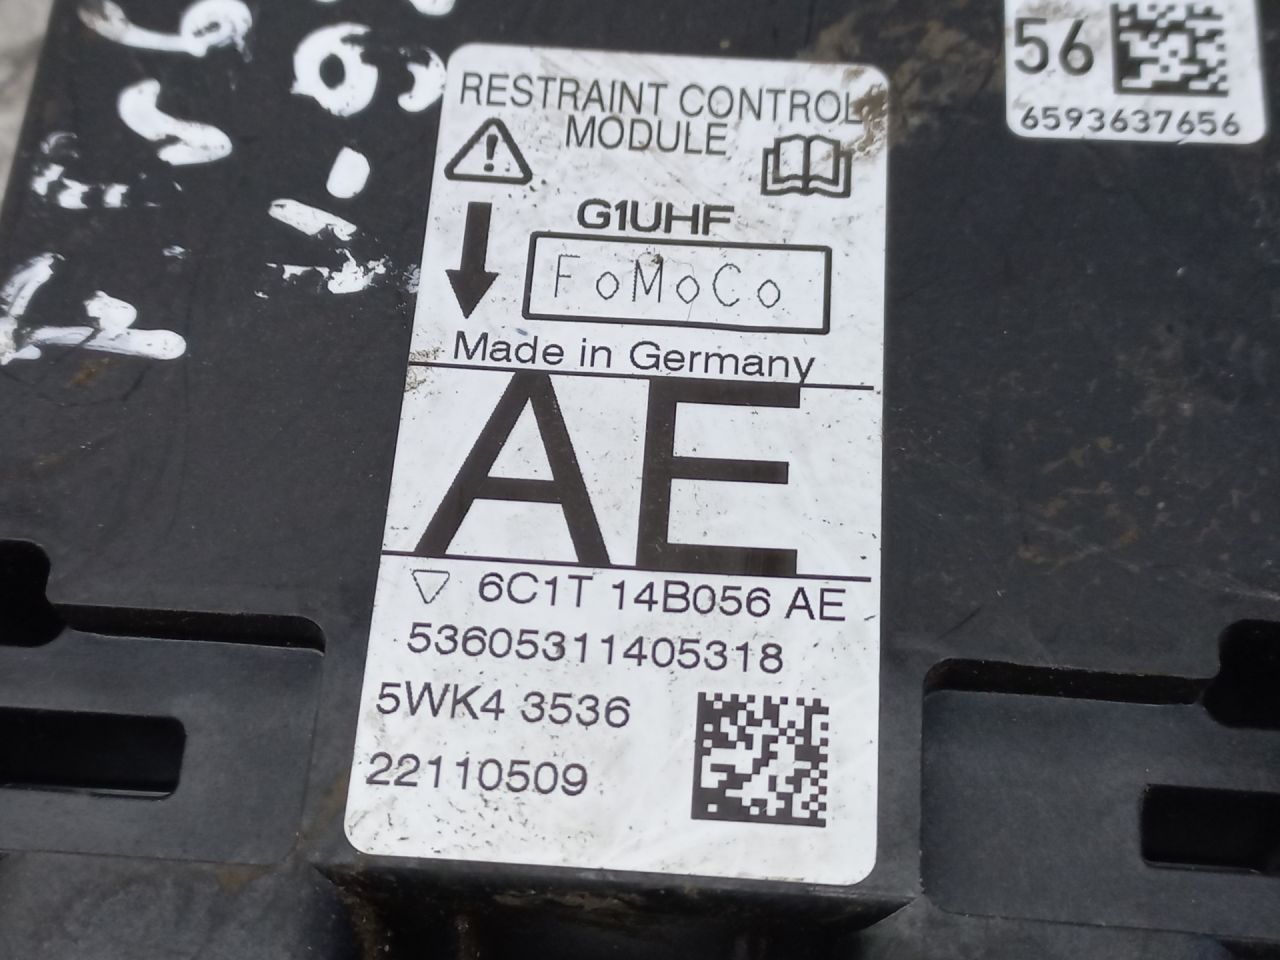 56
6593637656
RESTRAINT CONTROL
MODULE
G1UHF
FoMoCo
Made in Germany
AE
6C1T 14B056 AE
53605311405318
5WK4 3536
22110509